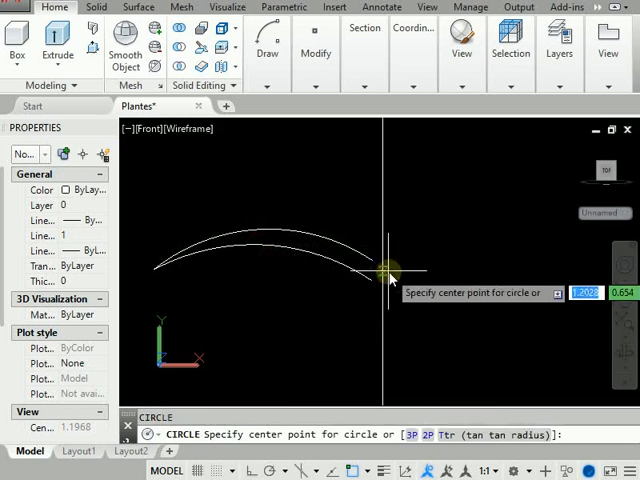 Home Solid Surface Mesh Visualize Parametric Insert Annotate View Manage Output Add-ins
Box Extrude Smooth Object Draw Modify Section Coordin... View Selection Layers View
Modeling Mesh Solid Editing
Start Plantes*
PROPERTIES
[−][Front][Wireframe]
No...
TOP
General
Color ByLay...
Unnamed
Laye... 0
Line... By...
Line... 1
Line... By...
Tran... ByLayer
Thic... 0
Specify center point for circle or 1.2028 0.654
3D Visualization
Mat... ByLayer
Plot style
Plot... ByColor
Y
Plot... None
X
Plot... Model
Plot... Not avai...
View
CIRCLE
Cen... 1.1968
CIRCLE Specify center point for circle or [3P 2P Ttr (tan tan radius)]:
Model Layout1 Layout2 +
MODEL 1:1